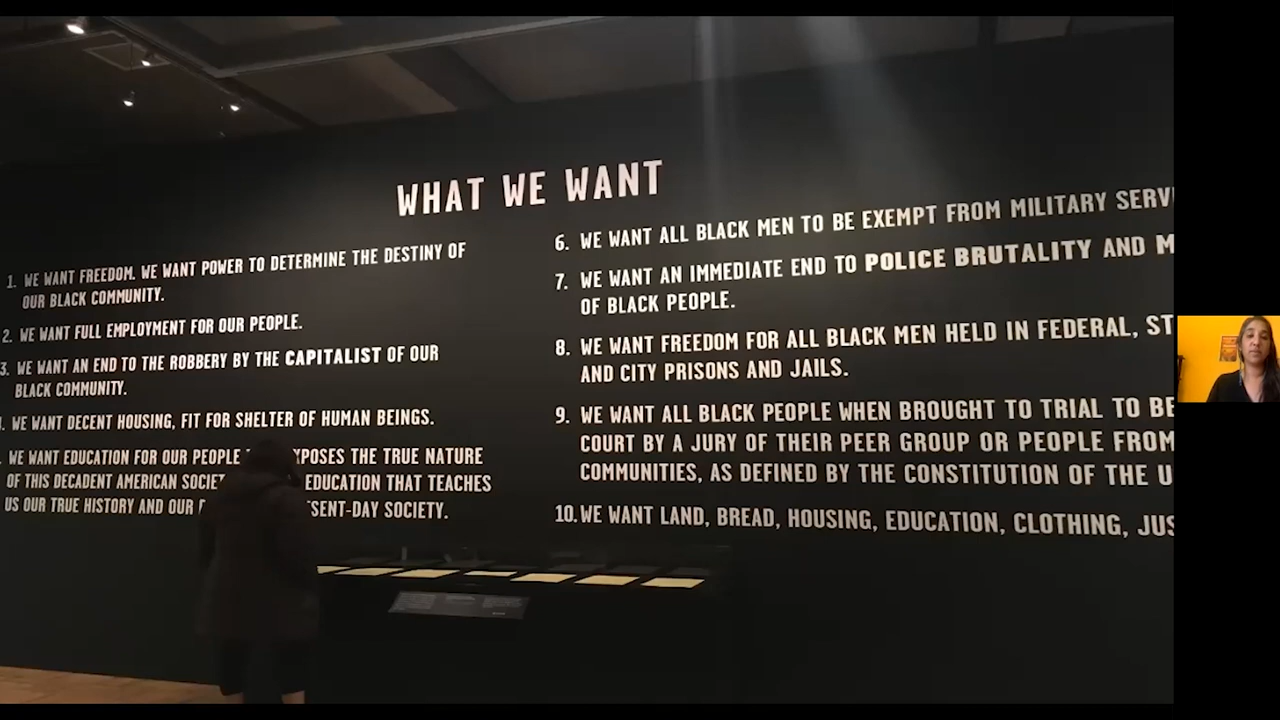 WHAT WE WANT
1. WE WANT FREEDOM. WE WANT POWER TO DETERMINE THE DESTINY OF
OUR BLACK COMMUNITY.
2. WE WANT FULL EMPLOYMENT FOR OUR PEOPLE.
3. WE WANT AN END TO THE ROBBERY BY THE CAPITALIST OF OUR
BLACK COMMUNITY.
WE WANT DECENT HOUSING, FIT FOR SHELTER OF HUMAN BEINGS.
WE WANT EDUCATION FOR OUR PEOPLE THE TRUE NATURE
OF THIS DECADENT AMERICAN EDUCATION THAT TEACHES
US OUR TRUE HISTORY AND OUR SOCIETY.
6. WE WANT ALL BLACK MEN TO BE EXEMPT FROM MILITARY
7. WE WANT AN IMMEDIATE END TO POLICE BRUTALITY AND
OF BLACK PEOPLE.
8. WE WANT FREEDOM FOR ALL BLACK MEN HELD IN FEDERAL,
AND CITY PRISONS AND JAILS.
9. WE WANT ALL BLACK PEOPLE WHEN BROUGHT TO TRIAL TO BE
COURT BY A JURY OF THEIR PEER GROUP OR PEOPLE FROM
COMMUNITIES, AS DEFINED BY THE CONSTITUTION OF THE
10. WE WANT LAND, BREAD, HOUSING, EDUCATION, CLOTHING,